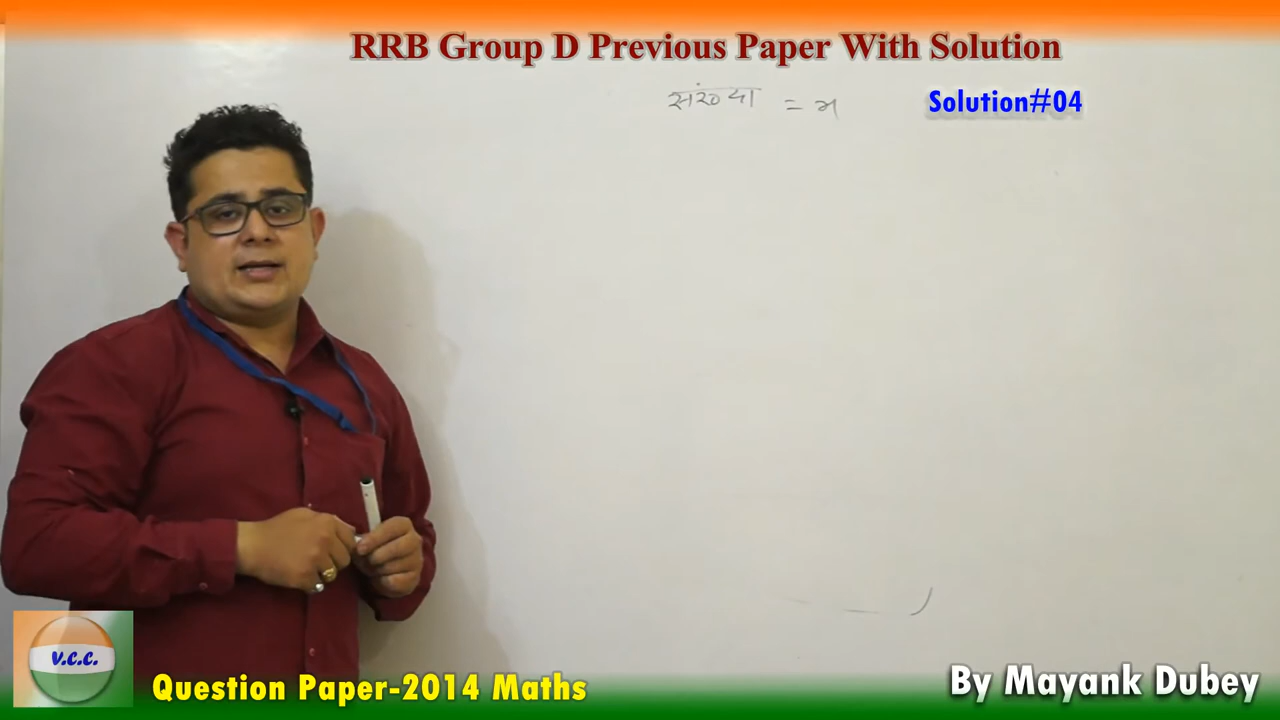 RRB Group D Previous Paper With Solution
संख्या = x
Solution#04
V.C.C.
Question Paper-2014 Maths
By Mayank Dubey